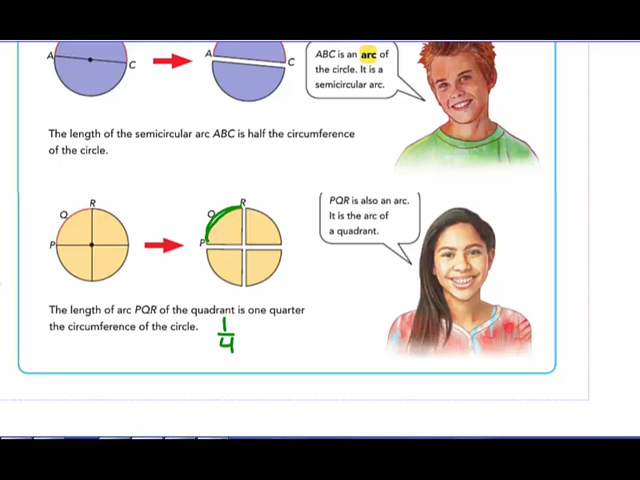 A
C
A
C
ABC is an arc of
the circle. It is a
semicircular arc.
The length of the semicircular arc ABC is half the circumference
of the circle.
R
Q
P
R
Q
P
PQR is also an arc.
It is the arc of
a quadrant.
The length of arc PQR of the quadrant is one quarter
the circumference of the circle.
1
4